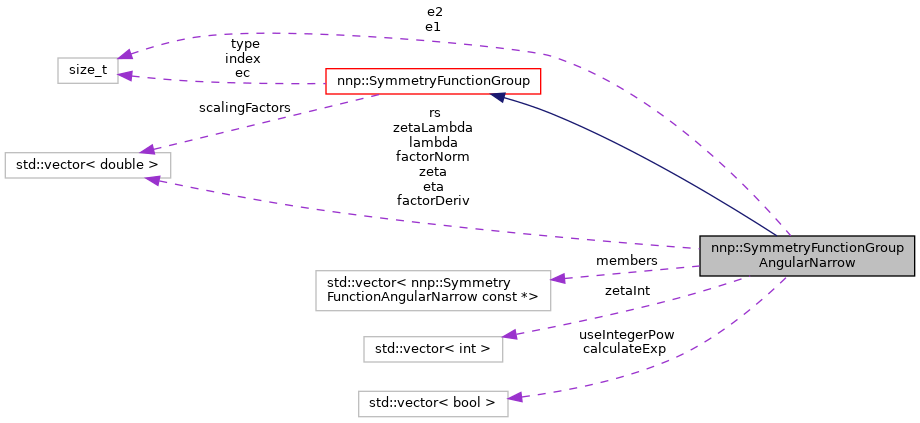 e2
e1
type
index
ec
size_t
nnp::SymmetryFunctionGroup
scalingFactors
rs
zetaLambda
lambda
factorNorm
zeta
eta
factorDeriv
std::vector< double >
nnp::SymmetryFunctionGroup
AngularNarrow
members
std::vector< nnp::Symmetry
FunctionAngularNarrow const *>
zetaInt
std::vector< int >
useIntegerPow
calculateExp
std::vector< bool >